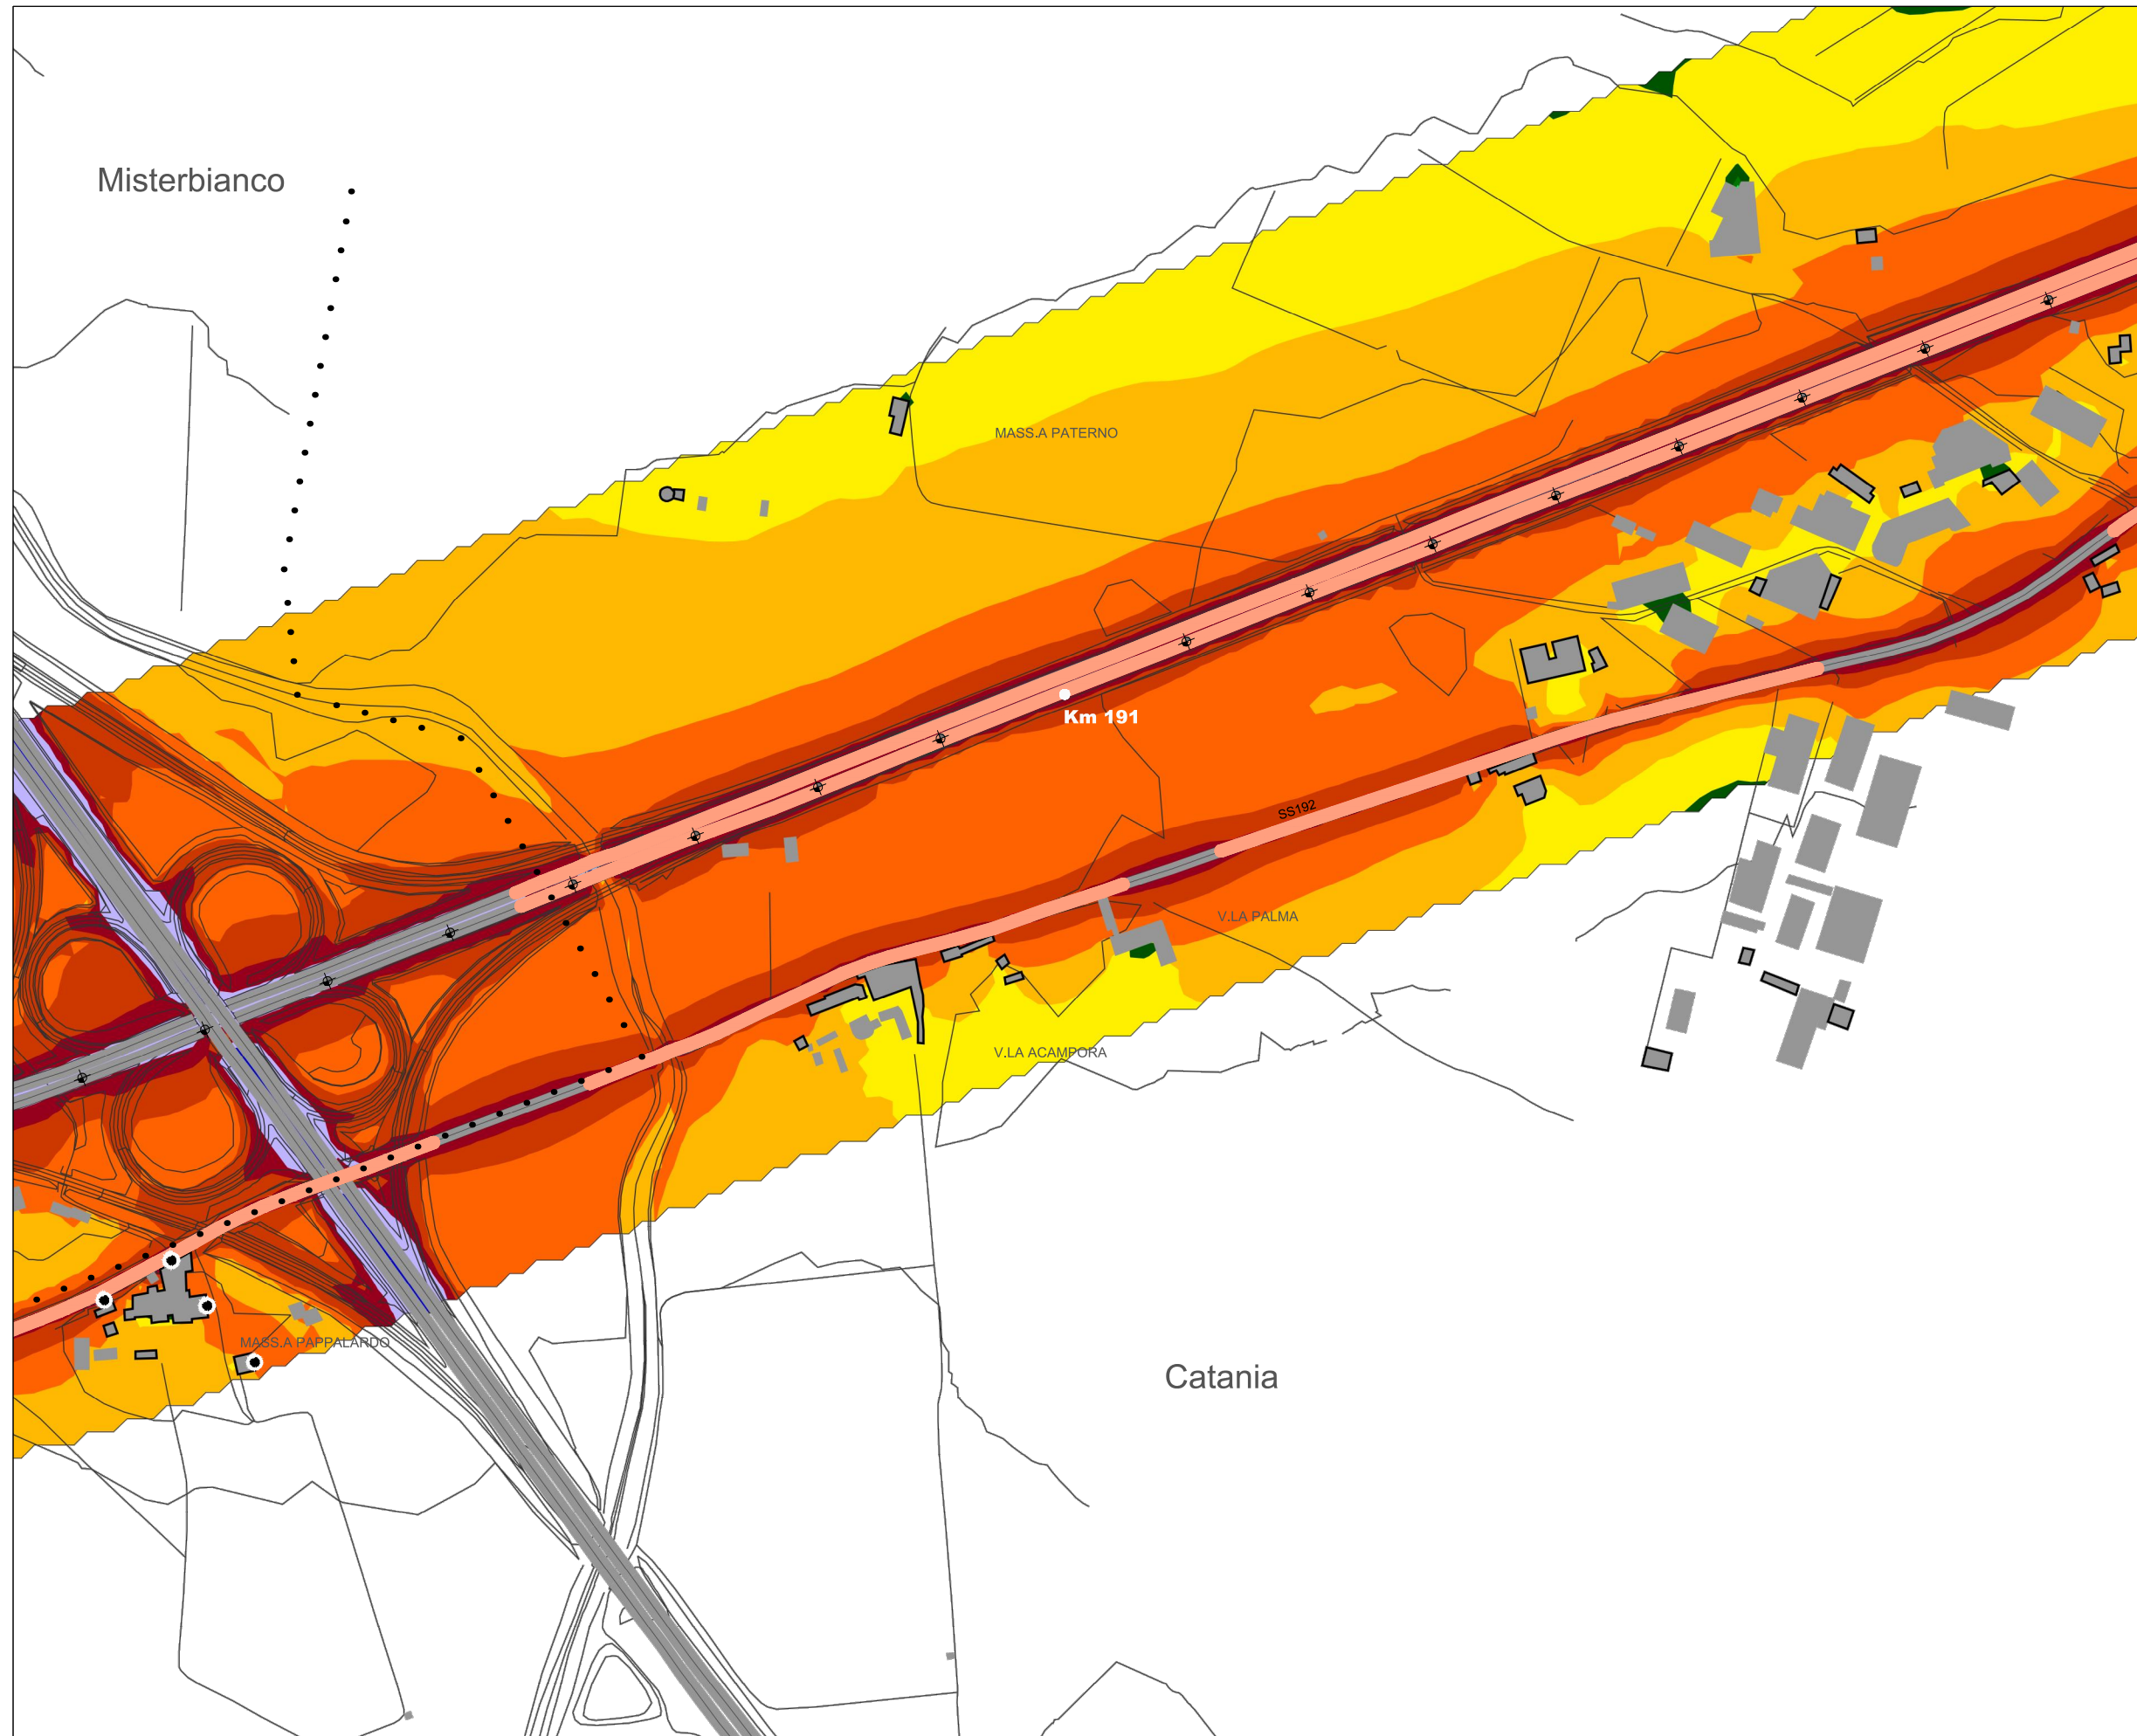 Misterbianco
MASS.A PATERNO
Km 191
SS192
V.LA PALMA
V.LA ACAMPORA
MASS.A PAPPALARDO
Catania